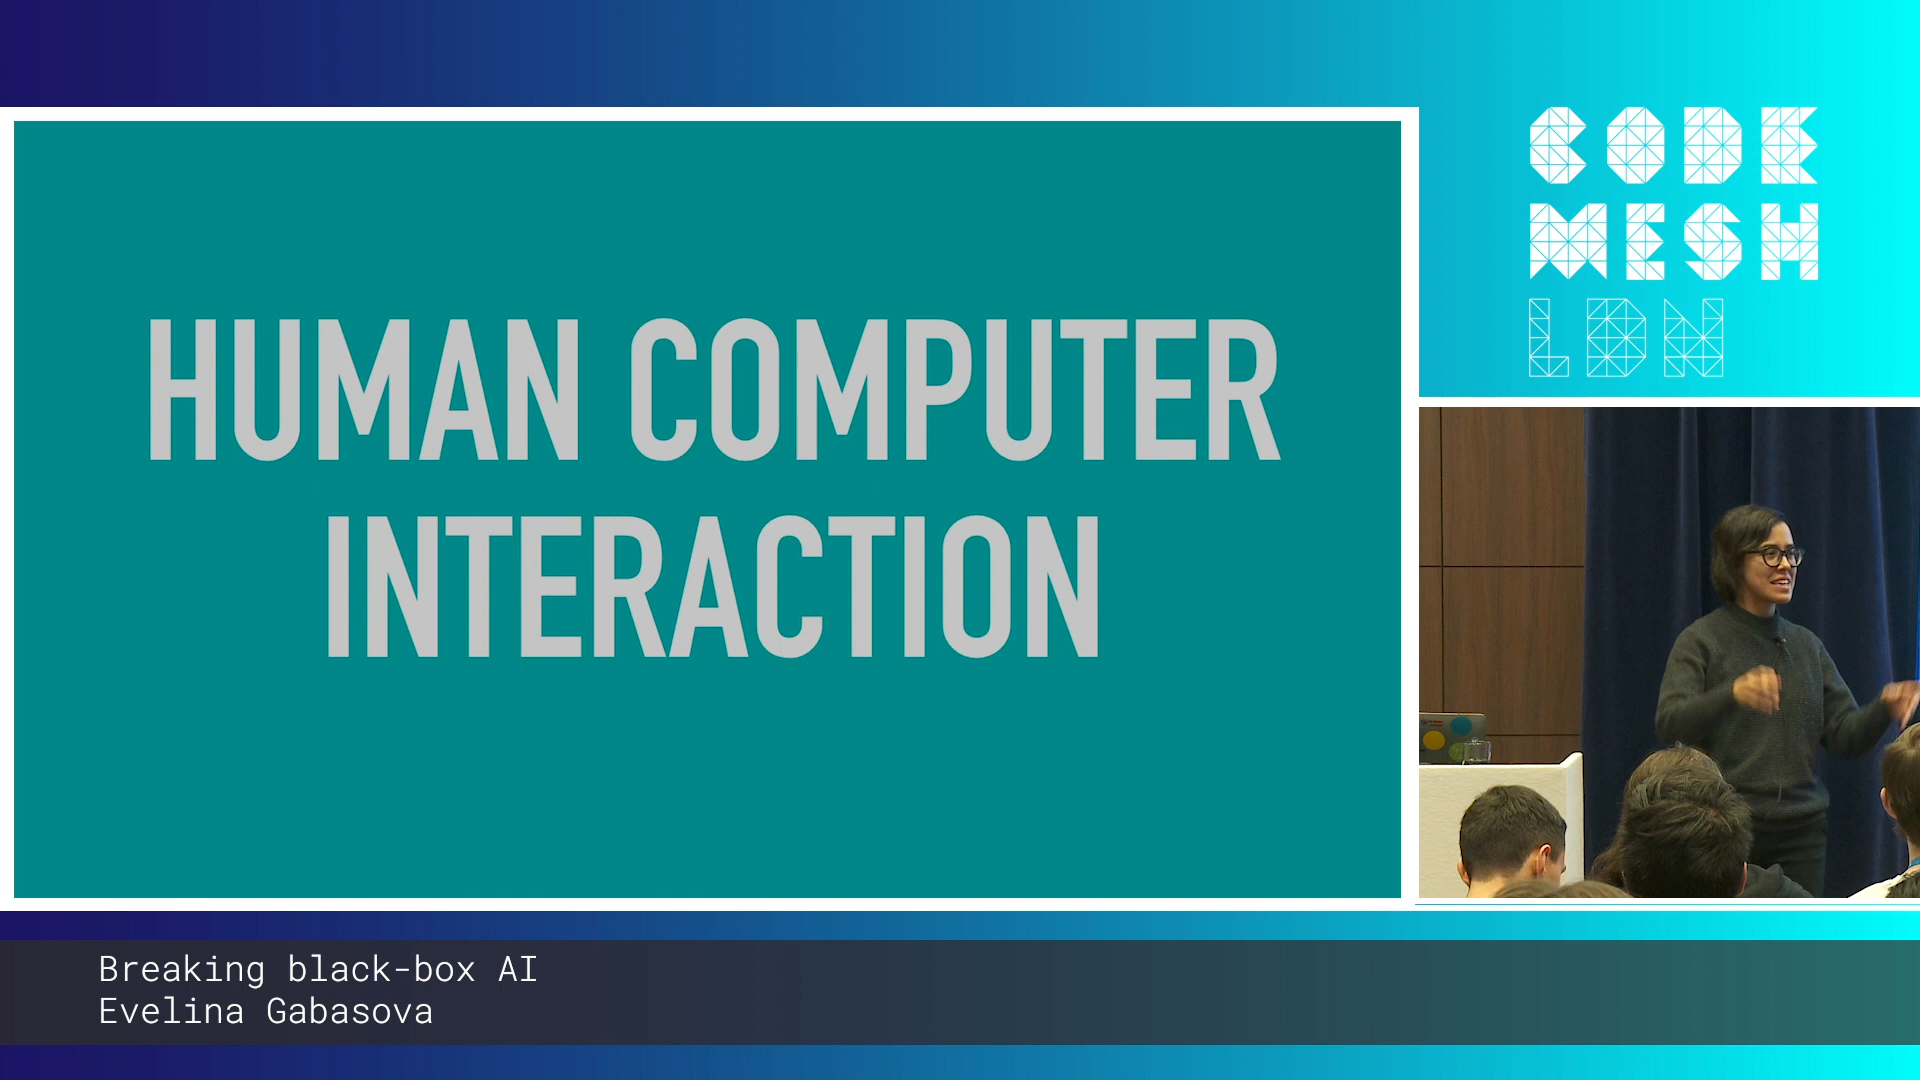 HUMAN COMPUTER
INTERACTION
CODE
MESH
LDN
Breaking black-box AI
Evelina Gabasova